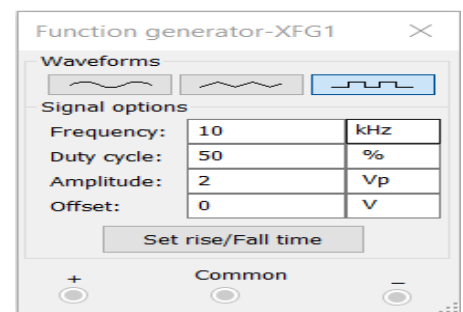 Function generator-XFG1
Waveforms
Signal options
Frequency: 10 kHz
Duty cycle: 50 %
Amplitude: 2 Vp
Offset: 0 V
Set rise/Fall time
+ Common −